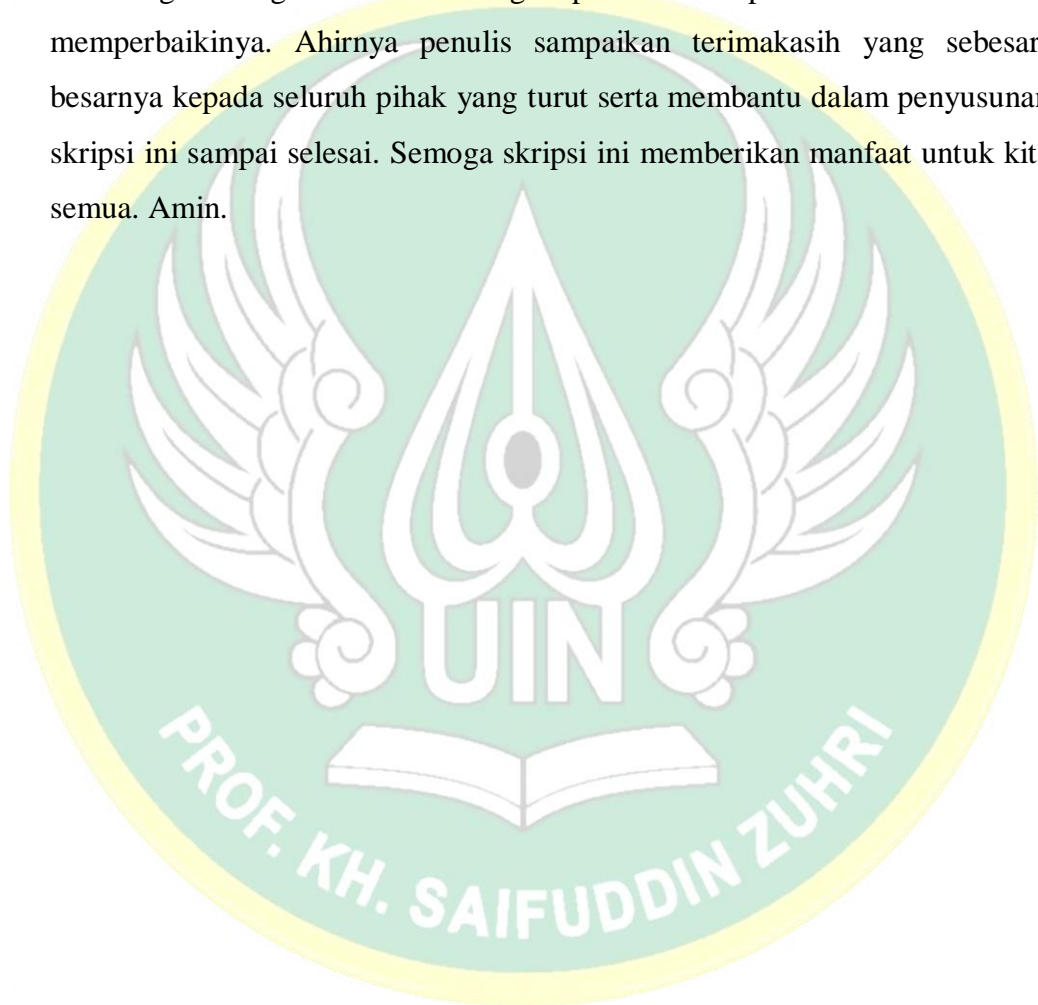 memperbaikinya. Ahirnya penulis sampaikan terimakasih yang sebesar
besarnya kepada seluruh pihak yang turut serta membantu dalam penyusunan
skripsi ini sampai selesai. Semoga skripsi ini memberikan manfaat untuk kit
semua. Amin.
UIN
PROF. KH. SAIFUDDIN ZUHRI